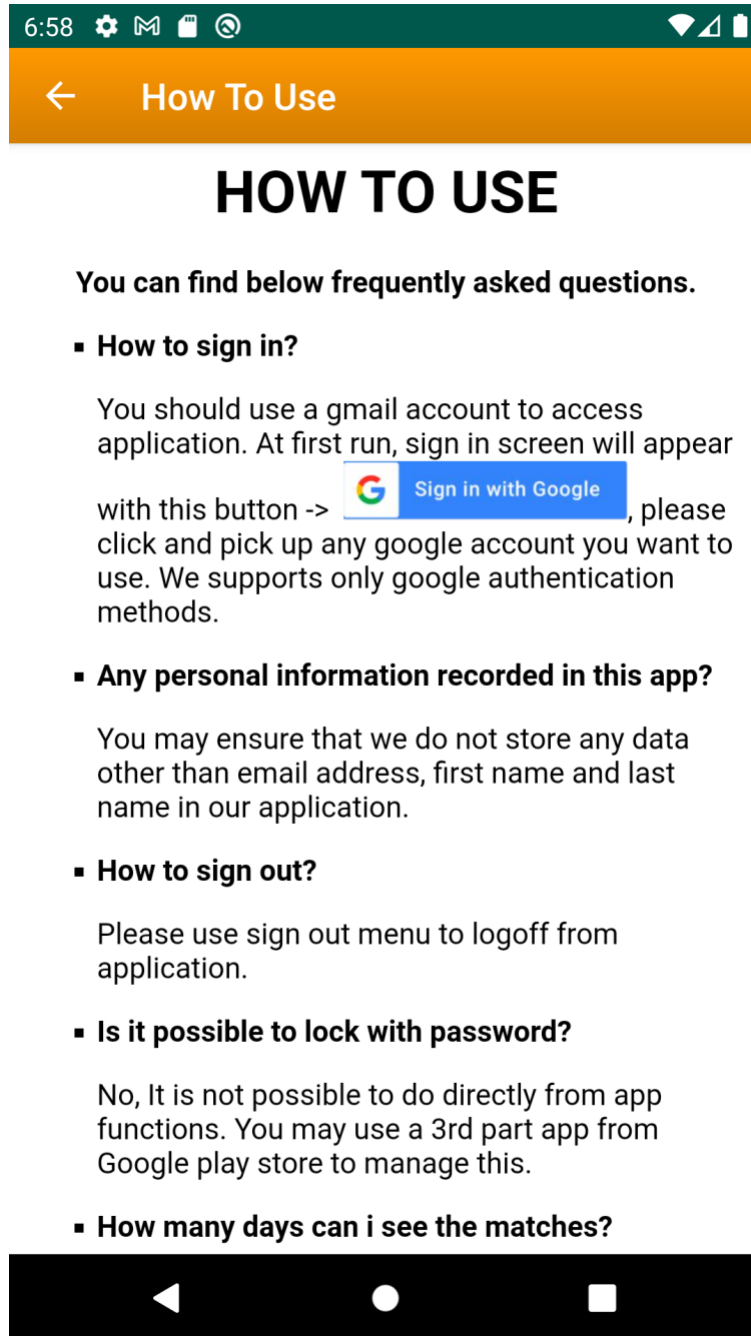 6:58
How To Use
HOW TO USE
You can find below frequently asked questions.
How to sign in?
You should use a gmail account to access
application. At first run, sign in screen will appear
with this button -> Sign in with Google , please
click and pick up any google account you want to
use. We supports only google authentication
methods.
Any personal information recorded in this app?
You may ensure that we do not store any data
other than email address, first name and last
name in our application.
How to sign out?
Please use sign out menu to logoff from
application.
Is it possible to lock with password?
No, It is not possible to do directly from app
functions. You may use a 3rd part app from
Google play store to manage this.
How many days can i see the matches?